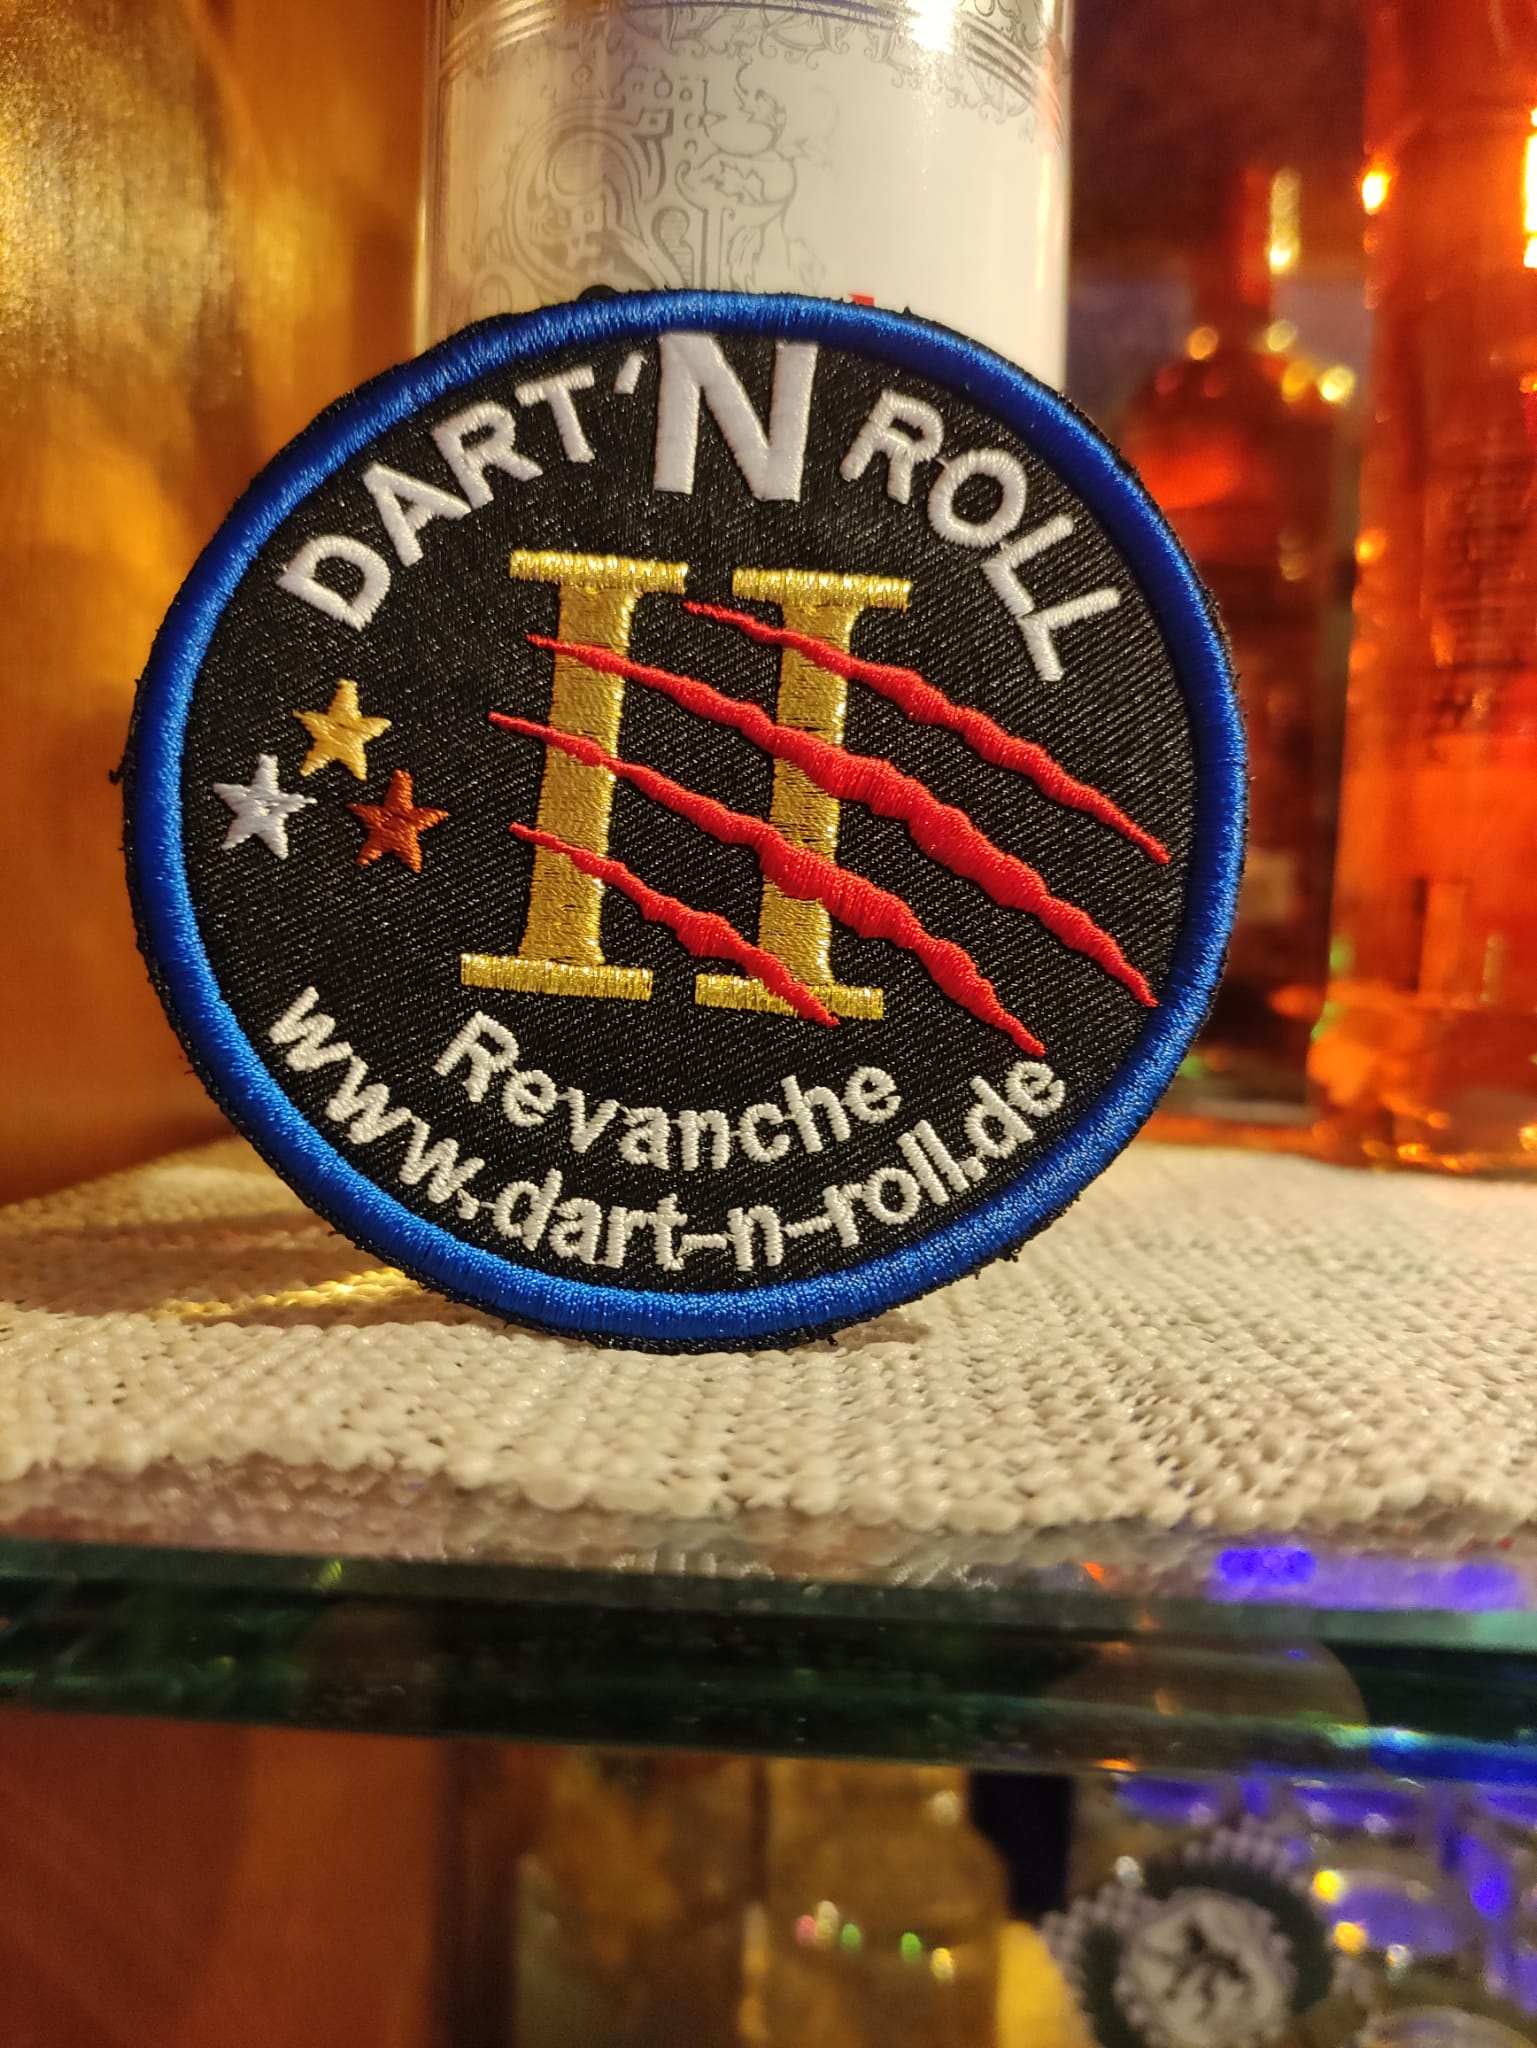 DART'N ROLL
II
Revanche
www.dart-n-roll.de